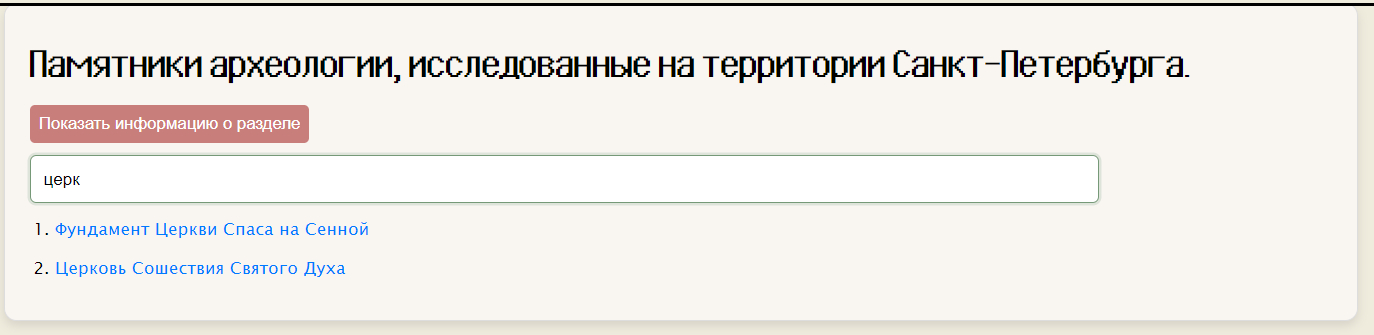 Памятники археологии, исследованные на территории Санкт-Петербурга.
Показать информацию о разделе
церк
1. Фундамент Церкви Спаса на Сенной
2. Церковь Сошествия Святого Духа